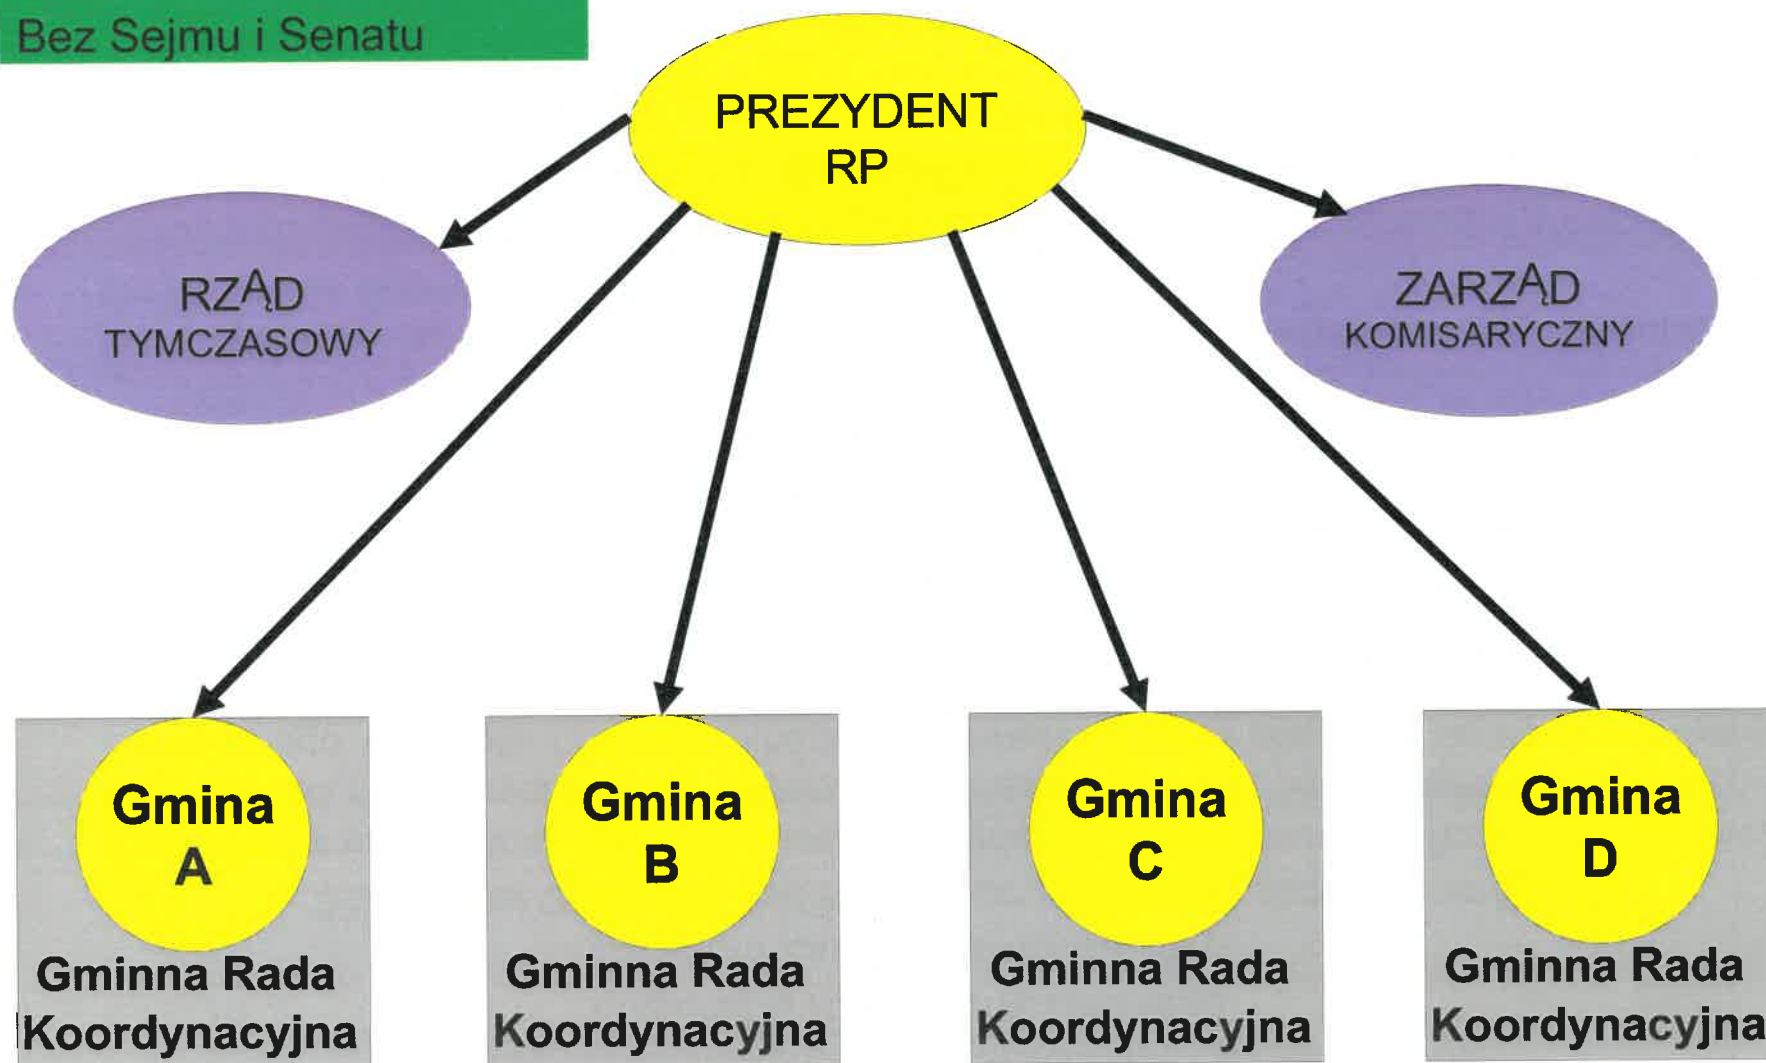 Bez Sejmu i Senatu
PREZYDENT
RP
RZĄD
TYMCZASOWY
ZARZĄD
KOMISARYCZNY
Gmina
A
Gminna Rada
Koordynacyjna
Gmina
B
Gminna Rada
Koordynacyjna
Gmina
C
Gminna Rada
Koordynacyjna
Gmina
D
Gminna Rada
Koordynacyjna